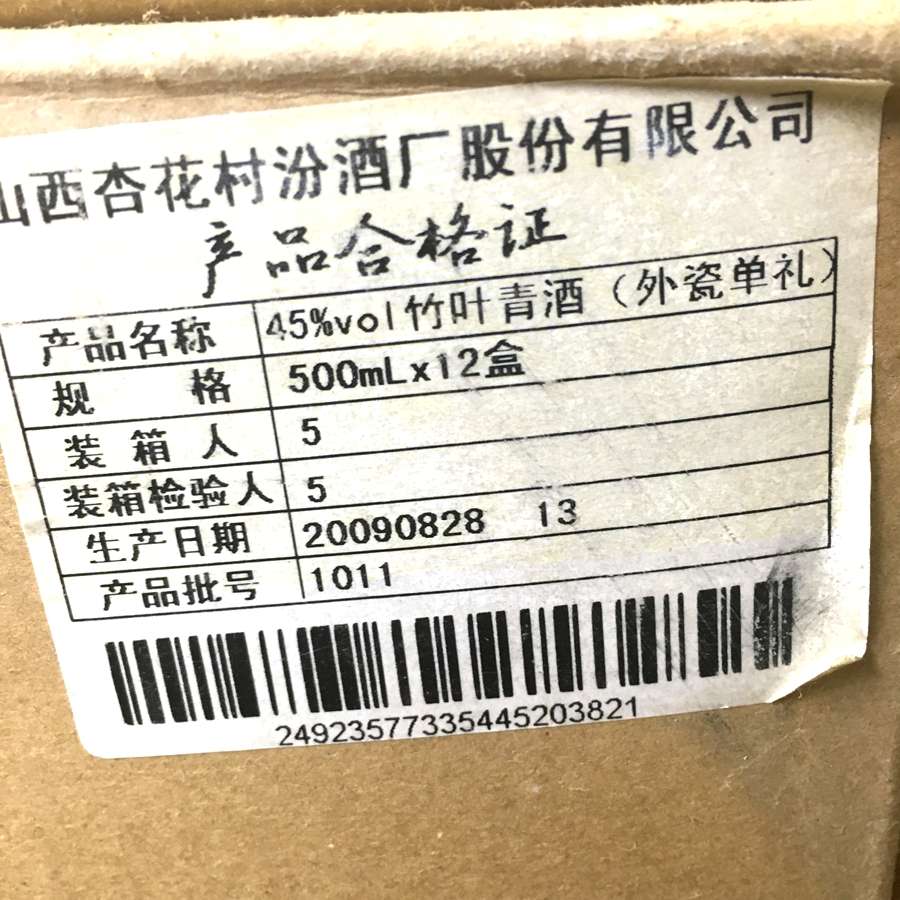 山西杏花村汾酒厂股份有限公司
产品合格证
产品名称 45%vol竹叶青酒（外瓷单礼）
规 格 500mLx12盒
装箱人 5
装箱检验人 5
生产日期 20090828 13
产品批号 1011
24923577335445203821